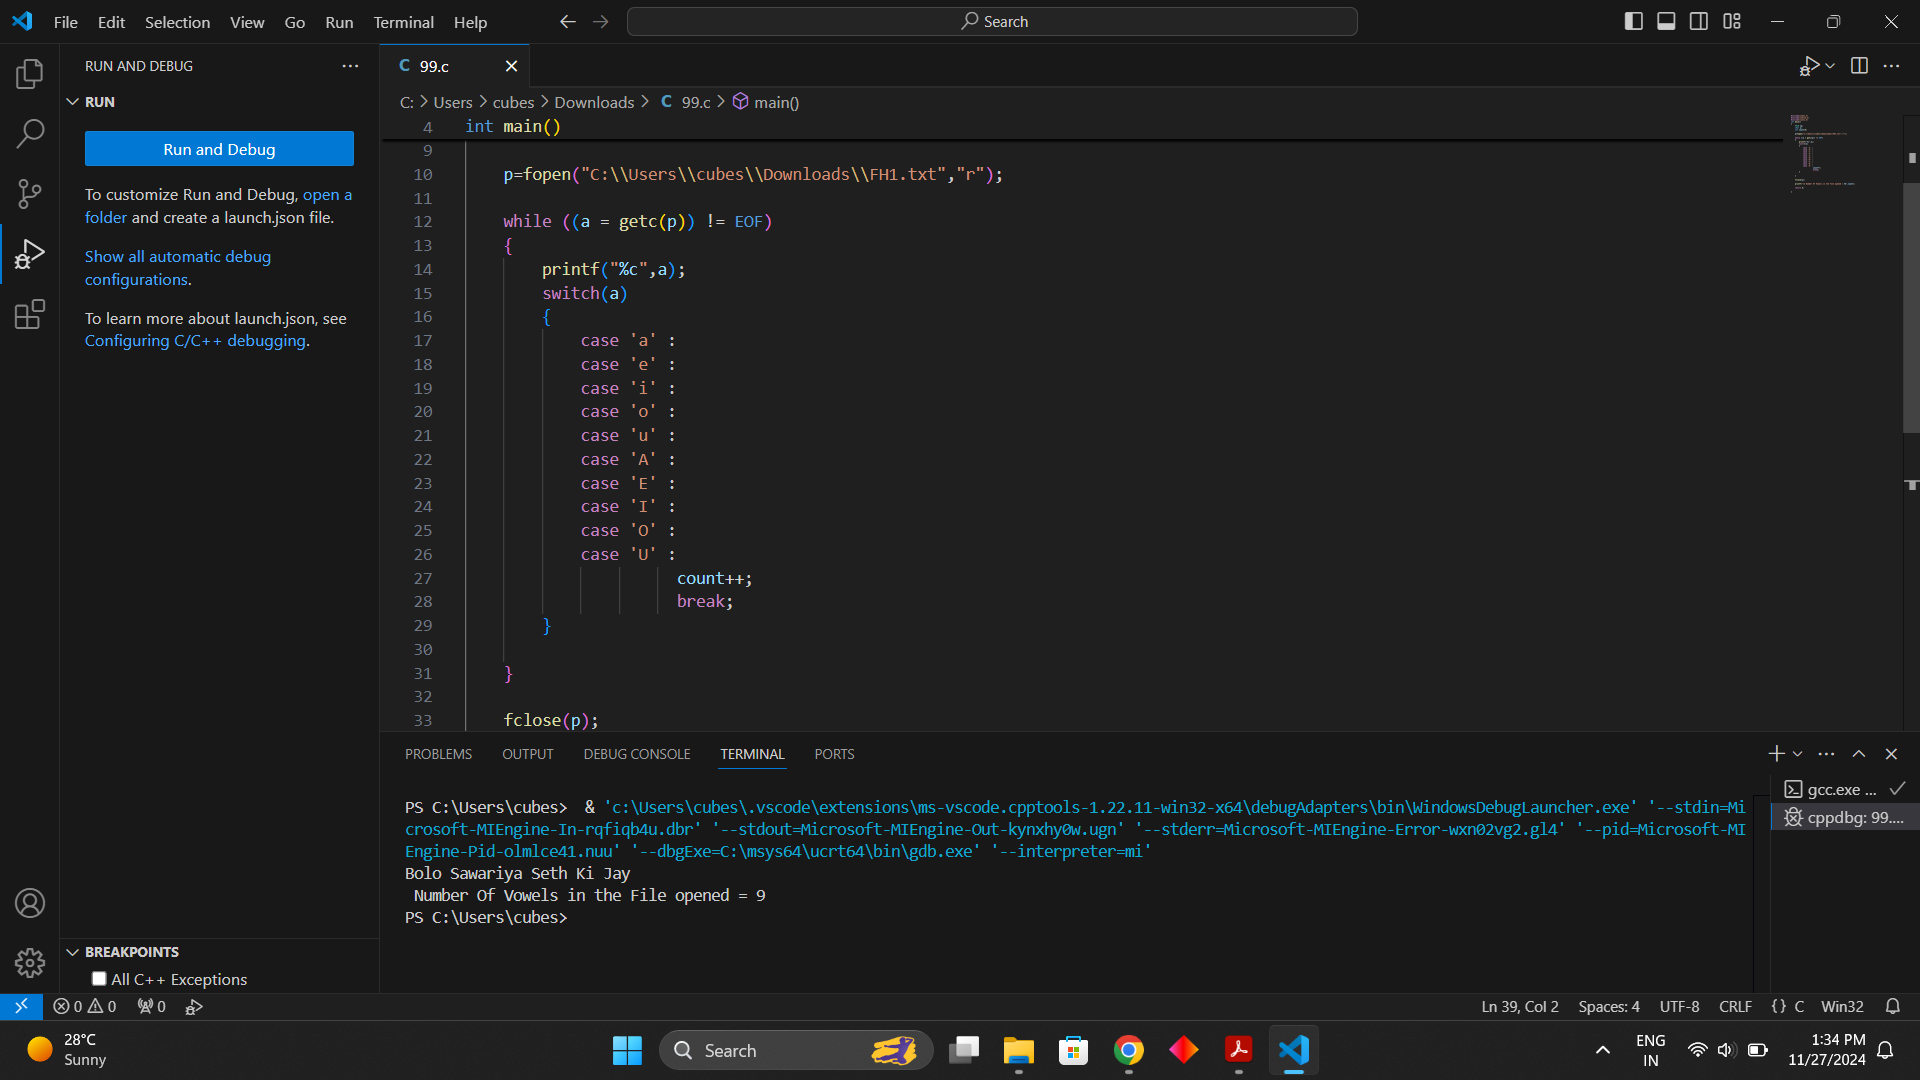 File Edit Selection View Go Run Terminal Help
Search
RUN AND DEBUG
RUN
Run and Debug
To customize Run and Debug, open a
folder and create a launch.json file.
Show all automatic debug
configurations.
To learn more about launch.json, see
Configuring C/C++ debugging.
BREAKPOINTS
All C++ Exceptions
C 99.c
C: > Users > cubes > Downloads > C 99.c > main()
4 int main()
9
10 p=fopen("C:\\Users\\cubes\\Downloads\\FH1.txt","r");
11
12 while ((a = getc(p)) != EOF)
13 {
14 printf("%c",a);
15 switch(a)
16 {
17 case 'a' :
18 case 'e' :
19 case 'i' :
20 case 'o' :
21 case 'u' :
22 case 'A' :
23 case 'E' :
24 case 'I' :
25 case 'O' :
26 case 'U' :
27 count++;
28 break;
29 }
30
31 }
32
33 fclose(p);
PROBLEMS OUTPUT DEBUG CONSOLE TERMINAL PORTS
PS C:\Users\cubes>  & 'c:\Users\cubes\.vscode\extensions\ms-vscode.cpptools-1.22.11-win32-x64\debugAdapters\bin\WindowsDebugLauncher.exe' '--stdin=Mi
crosoft-MIEngine-In-rqfiqb4u.dbr' '--stdout=Microsoft-MIEngine-Out-kynxhy0w.ugn' '--stderr=Microsoft-MIEngine-Error-wxn02vg2.gl4' '--pid=Microsoft-MI
Engine-Pid-olmlce41.nuu' '--dbgExe=C:\msys64\ucrt64\bin\gdb.exe' '--interpreter=mi'
Bolo Sawariya Seth Ki Jay
Number Of Vowels in the File opened = 9
PS C:\Users\cubes>
gcc.exe ...
cppdbg: 99....
0 0 0
Ln 39, Col 2 Spaces: 4 UTF-8 CRLF {} C Win32
28°C
Sunny
Search
ENG
IN
1:34 PM
11/27/2024